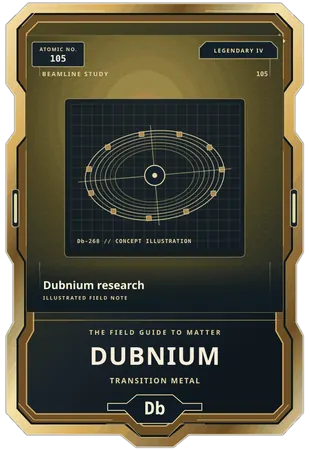 ATOMIC NO.
105
LEGENDARY IV
BEAMLINE STUDY
105
Db-268 // CONCEPT ILLUSTRATION
Dubnium research
ILLUSTRATED FIELD NOTE
THE FIELD GUIDE TO MATTER
DUBNIUM
TRANSITION METAL
Db